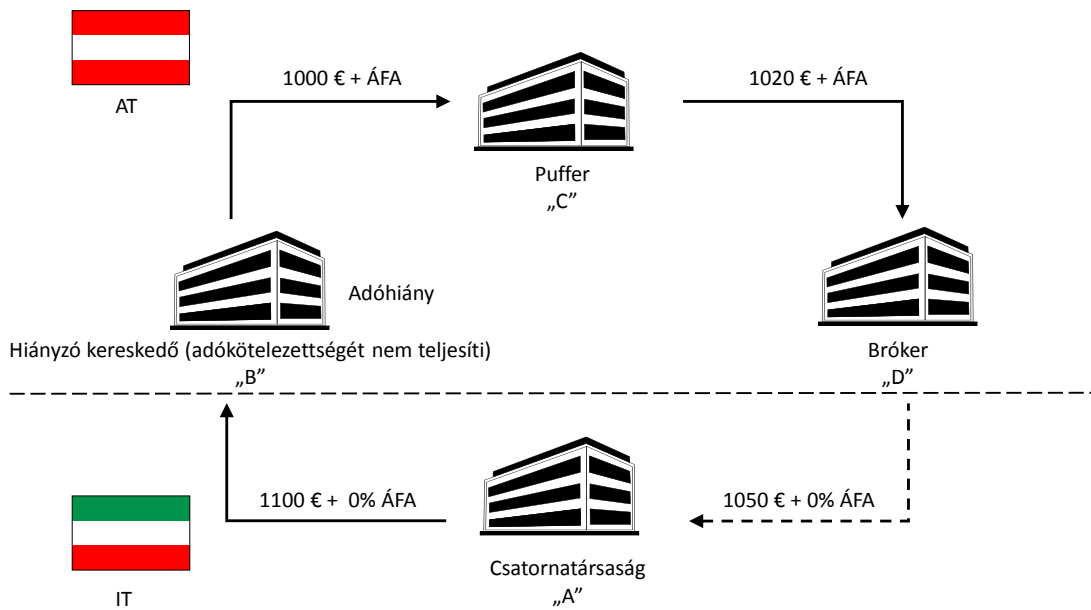 AT
1000 € + ÁFA
1020 € + ÁFA
Puffer
„C”
Adóhiány
Hiányzó kereskedő (adókötelezettségét nem teljesíti)
„B”
Bróker
„D”
1100 € + 0% ÁFA
1050 € + 0% ÁFA
Csatornatársaság
„A”
IT